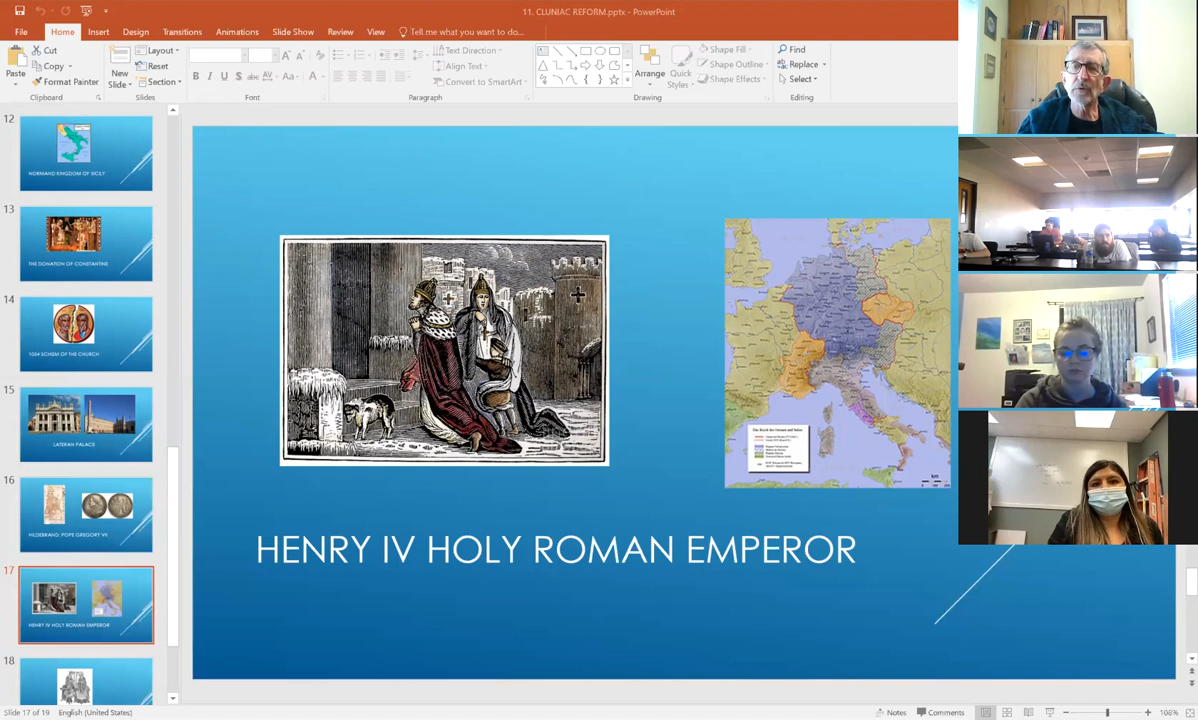 11. CLUNIAC REFORM.pptx - PowerPoint
File Home Insert Design Transitions Animations Slide Show Review View Tell me what you want to do...
Paste
Cut
Copy
Format Painter
Clipboard
New
Slide
Layout
Reset
Section
Slides
B I U S abc AV Aa A
Font
Text Direction
Align Text
Convert to SmartArt
Paragraph
Arrange
Quick
Styles
Shape Fill
Shape Outline
Shape Effects
Drawing
Find
Replace
Select
Editing
12
NORMAND KINGDOM OF SICILY
13
THE DONATION OF CONSTANTINE
14
1054 SCHISM OF THE CHURCH
15
LATERAN PALACE
16
HILDEBRAND: POPE GREGORY VII
17
HENRY IV HOLY ROMAN EMPEROR
18
HENRY IV HOLY ROMAN EMPEROR
Slide 17 of 19 English (United States) Notes Comments 108%